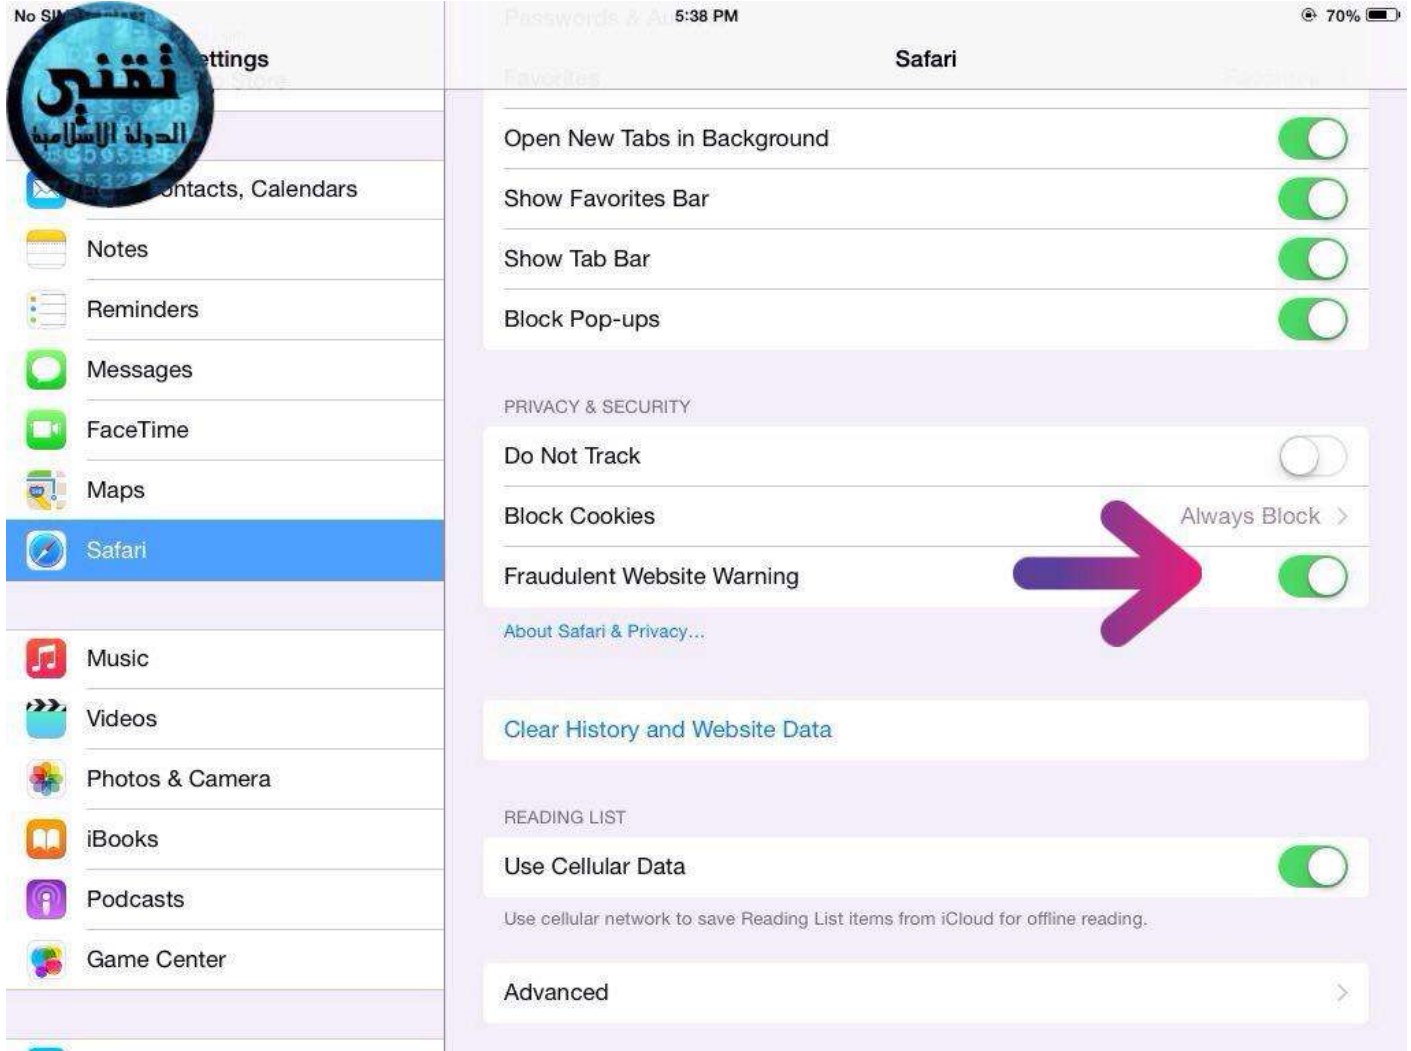 No SI
5:38 PM
70%
ettings
Safari
تقني
الدولة الإسلامية
Favorites
Open New Tabs in Background
Show Favorites Bar
Show Tab Bar
Block Pop-ups
ontacts, Calendars
Notes
Reminders
Messages
FaceTime
Maps
Safari
Music
Videos
Photos & Camera
iBooks
Podcasts
Game Center
PRIVACY & SECURITY
Do Not Track
Block Cookies
Always Block >
Fraudulent Website Warning
About Safari & Privacy...
Clear History and Website Data
READING LIST
Use Cellular Data
Use cellular network to save Reading List items from iCloud for offline reading.
Advanced >